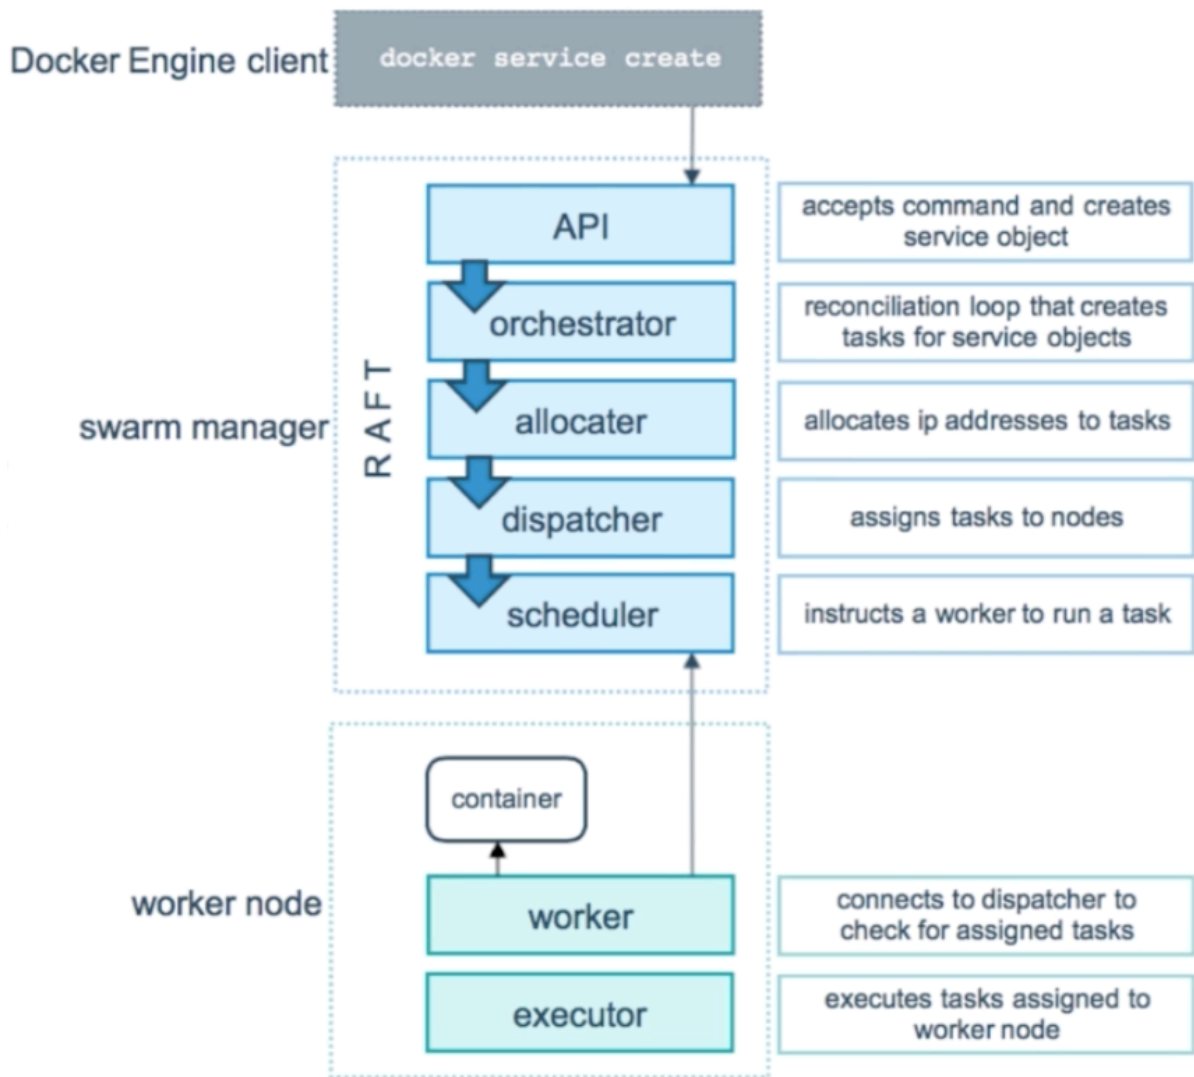 Docker Engine client
docker service create
API
accepts command and creates
service object
orchestrator
reconciliation loop that creates
tasks for service objects
swarm manager
RAFT
allocater
allocates ip addresses to tasks
dispatcher
assigns tasks to nodes
scheduler
instructs a worker to run a task
container
worker node
worker
connects to dispatcher to
check for assigned tasks
executor
executes tasks assigned to
worker node